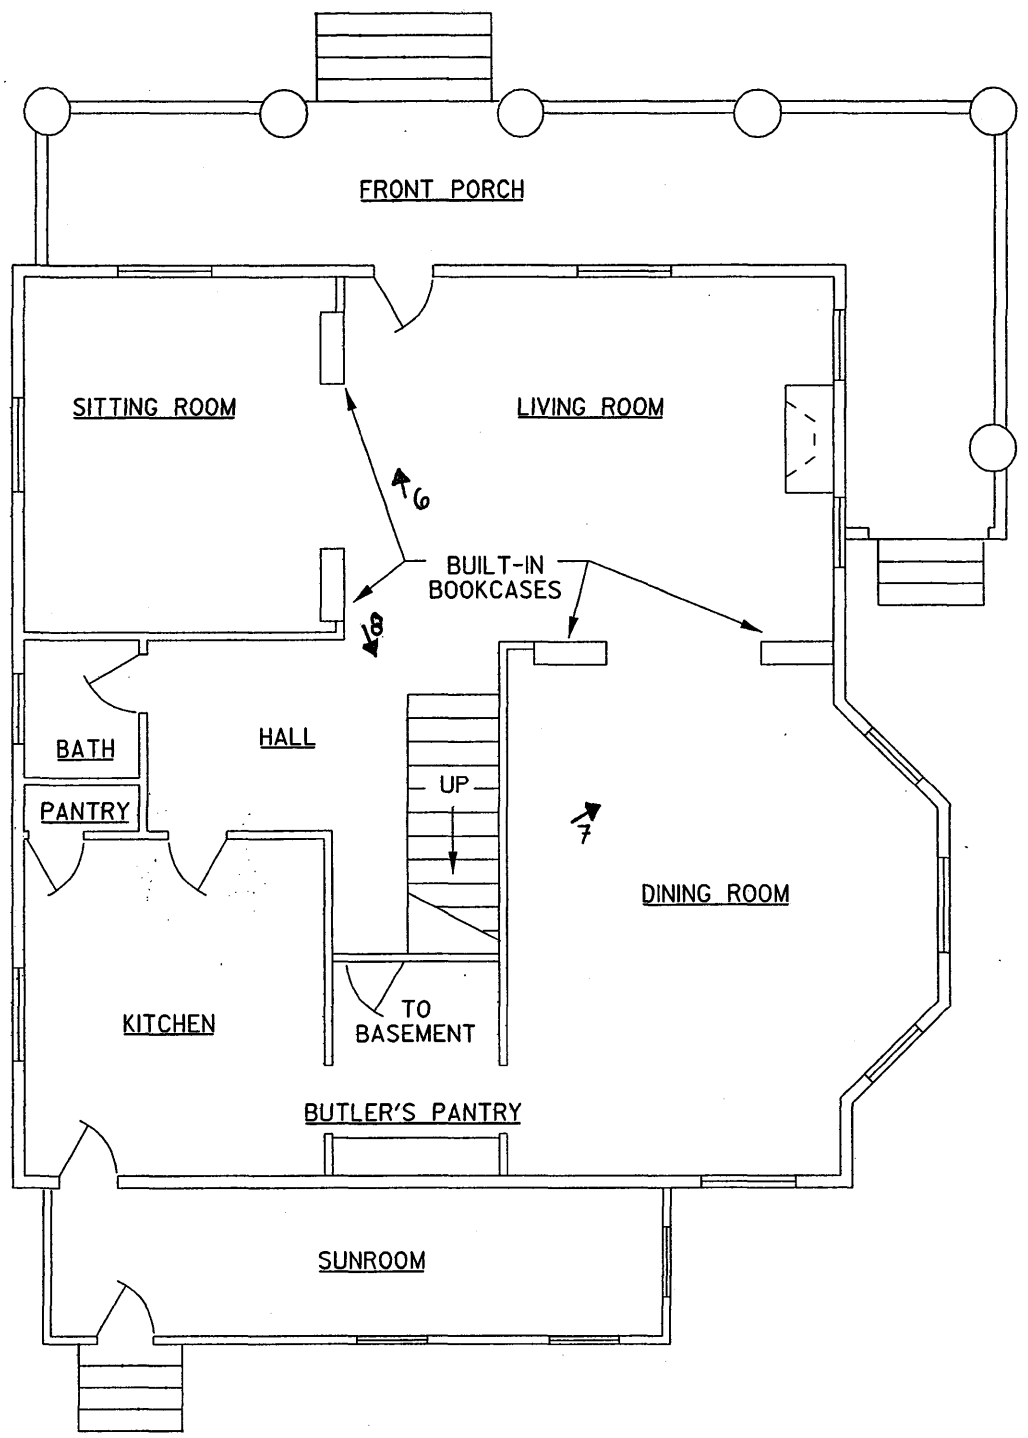 FRONT PORCH
SITTING ROOM
LIVING ROOM
6
BUILT-IN
BOOKCASES
8
HALL
BATH
UP
PANTRY
7
DINING ROOM
KITCHEN
TO
BASEMENT
BUTLER'S PANTRY
SUNROOM